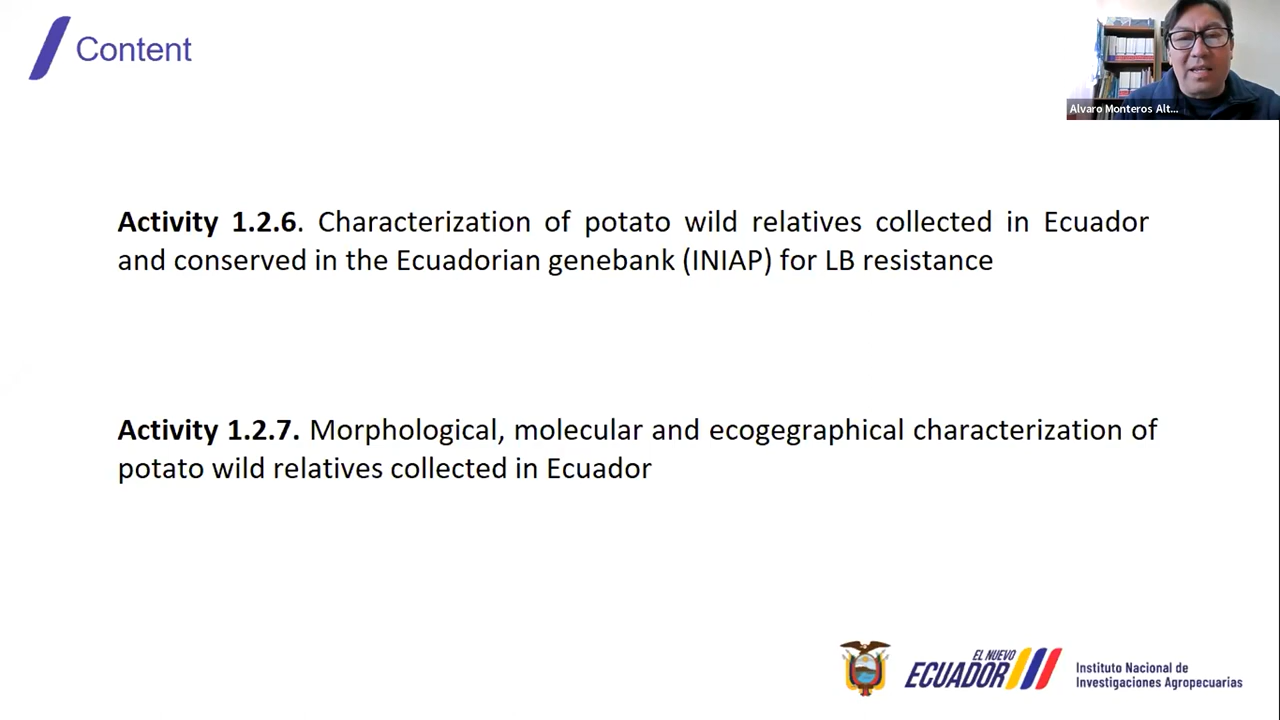 Content
Alvaro Monteros Alt...
Activity 1.2.6. Characterization of potato wild relatives collected in Ecuador
and conserved in the Ecuadorian genebank (INIAP) for LB resistance
Activity 1.2.7. Morphological, molecular and ecogegraphical characterization of
potato wild relatives collected in Ecuador
EL NUEVO
ECUADOR
Instituto Nacional de
Investigaciones Agropecuarias